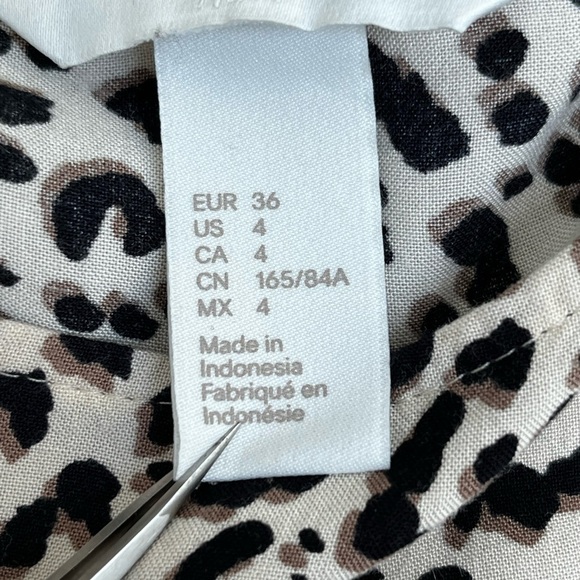 EUR 36
US 4
CA 4
CN 165/84A
MX 4
Made in
Indonesia
Fabriqué en
Indonésie